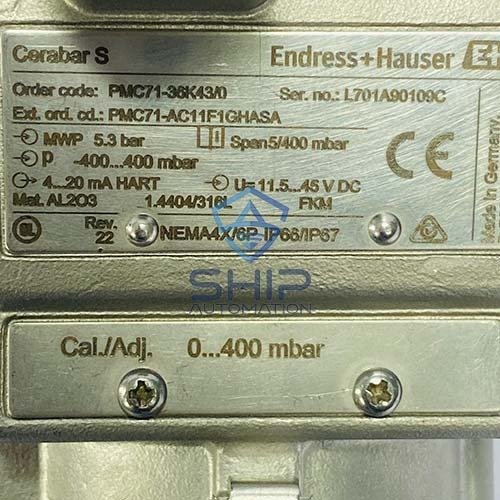 Cerabar S
Endress+Hauser
Order code: PMC71-36K43/0 Ser. no.: L701A90109C
Ext. ord. cd.: PMC71-AC11F1GHASA
MWP 5.3 bar Span 5/400 mbar
p -400...400 mbar
4...20 mA HART U= 11.5...45 V DC
Mat. AL2O3 1.4404/316L FKM
Rev. 22 NEMA4X/6P IP66/IP67
Made in Germany
SHIP
AUTOMATION
Cal./Adj. 0...400 mbar